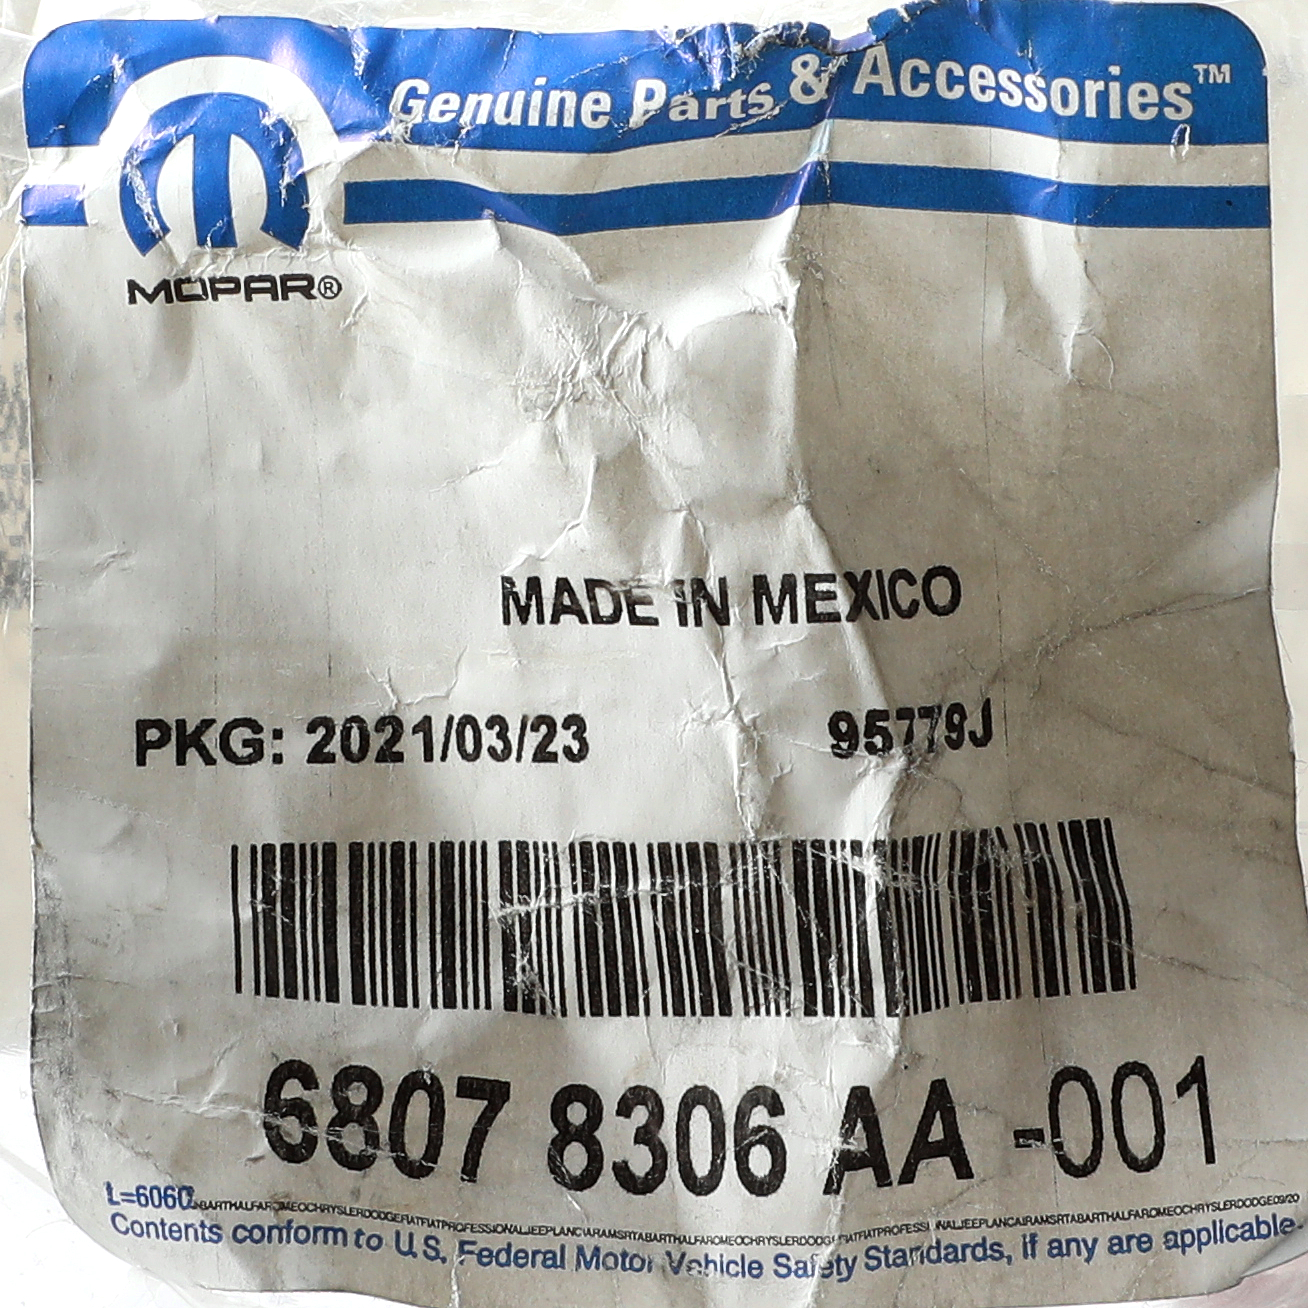 Genuine Parts & Accessories™
MOPAR®
MADE IN MEXICO
PKG: 2021/03/23 95779J
6807 8306 AA -001
L=6060
Contents conform to U.S. Federal Motor Vehicle Safety Standards, if any are applicable.